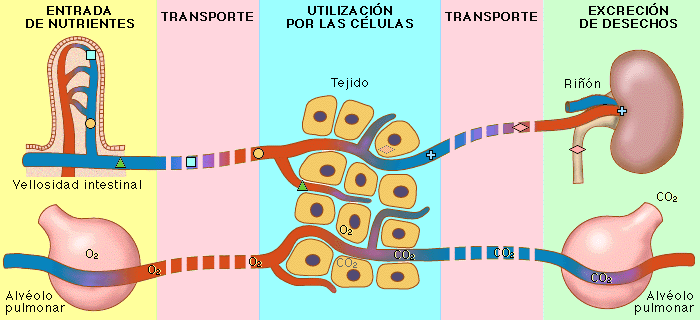 ENTRADA
DE NUTRIENTES
TRANSPORTE
UTILIZACIÓN
POR LAS CÉLULAS
TRANSPORTE
EXCRECIÓN
DE DESECHOS
Tejido
Riñón
Vellosidad intestinal
CO₂
O₂
O₂
O₂
O₂
CO₂
CO₂
CO₂
CO₂
Alvéolo
pulmonar
Alvéolo
pulmonar